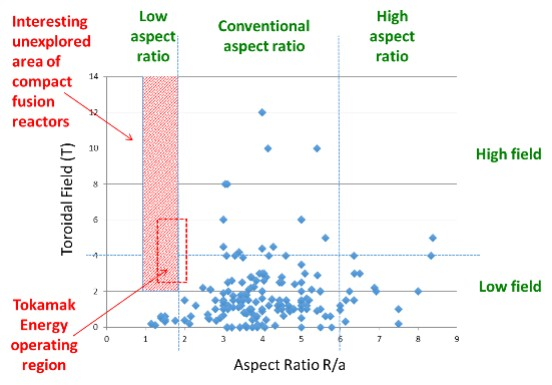 Interesting
unexplored
area of
compact
fusion
reactors
Low
aspect
ratio
Conventional
aspect ratio
High
aspect
ratio
14
12
10
8
6
4
2
0
Toroidal Field (T)
High field
Low field
Tokamak
Energy
operating
region
0 1 2 3 4 5 6 7 8 9
Aspect Ratio R/a